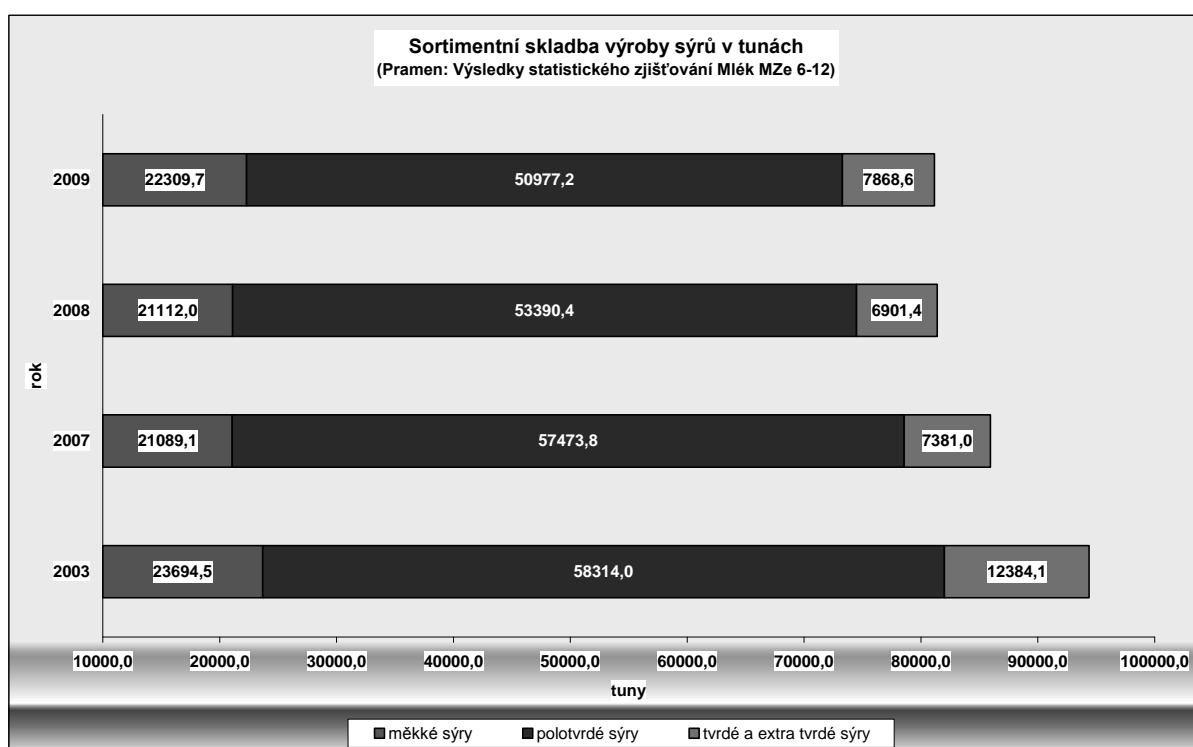 Sortimentní skladba výroby sýrů v tunách
(Pramen: Výsledky statistického zjišťování Mlék MZe 6-12)
2009
22309,7
50977,2
7868,6
2008
21112,0
53390,4
6901,4
rok
2007
21089,1
57473,8
7381,0
2003
23694,5
58314,0
12384,1
10000,0 20000,0 30000,0 40000,0 50000,0 60000,0 70000,0 80000,0 90000,0 100000,0
tuny
měkké sýry polotvrdé sýry tvrdé a extra tvrdé sýry